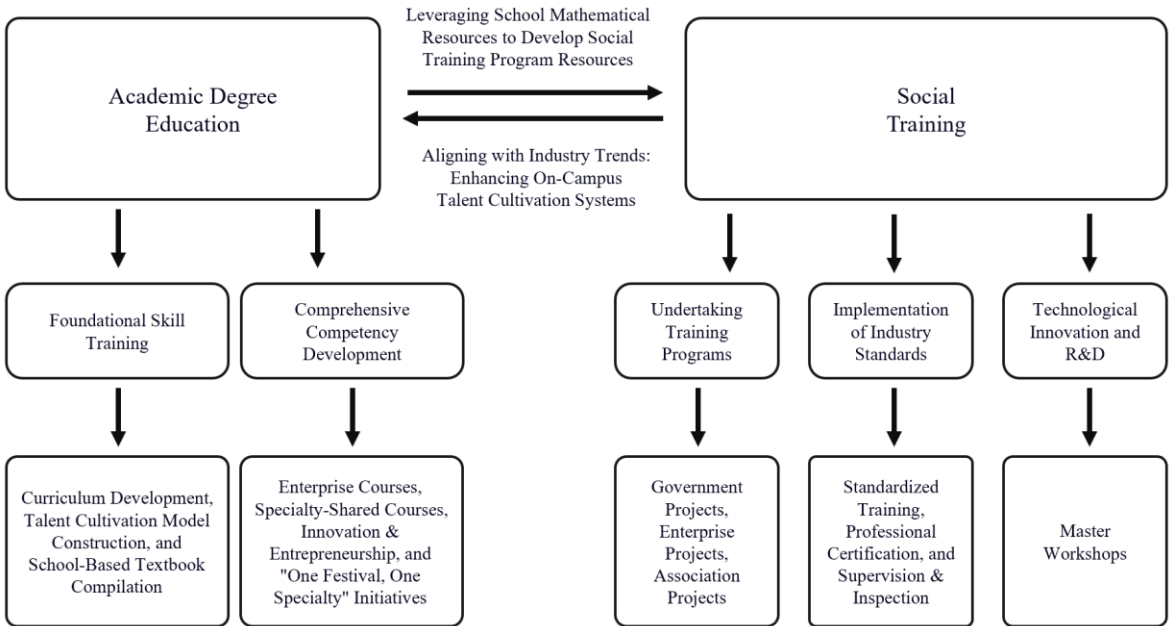 Leveraging School Mathematical
Resources to Develop Social
Training Program Resources
Academic Degree
Education
Social
Training
Aligning with Industry Trends:
Enhancing On-Campus
Talent Cultivation Systems
Foundational Skill
Training
Comprehensive
Competency
Development
Undertaking
Training
Programs
Implementation
of Industry
Standards
Technological
Innovation and
R&D
Curriculum Development,
Talent Cultivation Model
Construction, and
School-Based Textbook
Compilation
Enterprise Courses,
Specialty-Shared Courses,
Innovation &
Entrepreneurship, and
"One Festival, One
Specialty" Initiatives
Government
Projects,
Enterprise
Projects,
Association
Projects
Standardized
Training,
Professional
Certification, and
Supervision &
Inspection
Master
Workshops